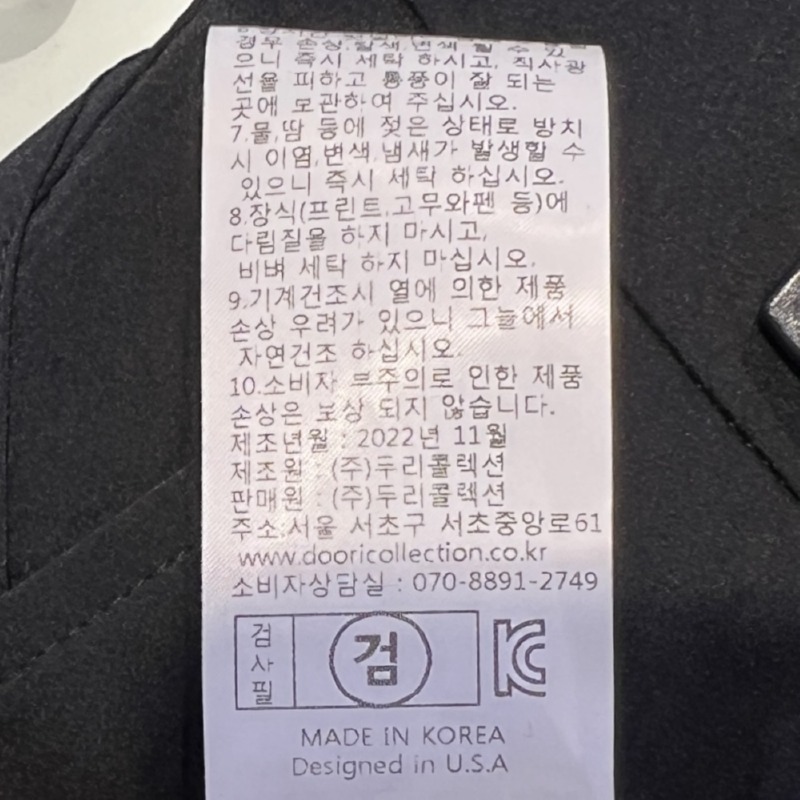 경우 손상,탈색,변색 될 수 있
으니 즉시 세탁 하시고, 직사광
선을 피하고 통풍이 잘 되는
곳에 보관하여 주십시오.
7.물,땀 등에 젖은 상태로 방치
시 이염,변색,냄새가 발생할 수
있으니 즉시 세탁 하십시오.
8.장식(프린트,고무와펜 등)에
다림질을 하지 마시고,
비벼 세탁 하지 마십시오.
9.기계건조시 열에 의한 제품
손상 우려가 있으니 그늘에서
자연건조 하십시오.
10.소비자 부주의로 인한 제품
손상은 보상 되지 않습니다.
제조년월 : 2022년 11월
제조원 : (주)두리콜렉션
판매원 : (주)두리콜렉션
주소.서울 서초구 서초중앙로61
www.dooricollection.co.kr
소비자상담실 : 070-8891-2749
검사필 검 KC
MADE IN KOREA
Designed in U.S.A